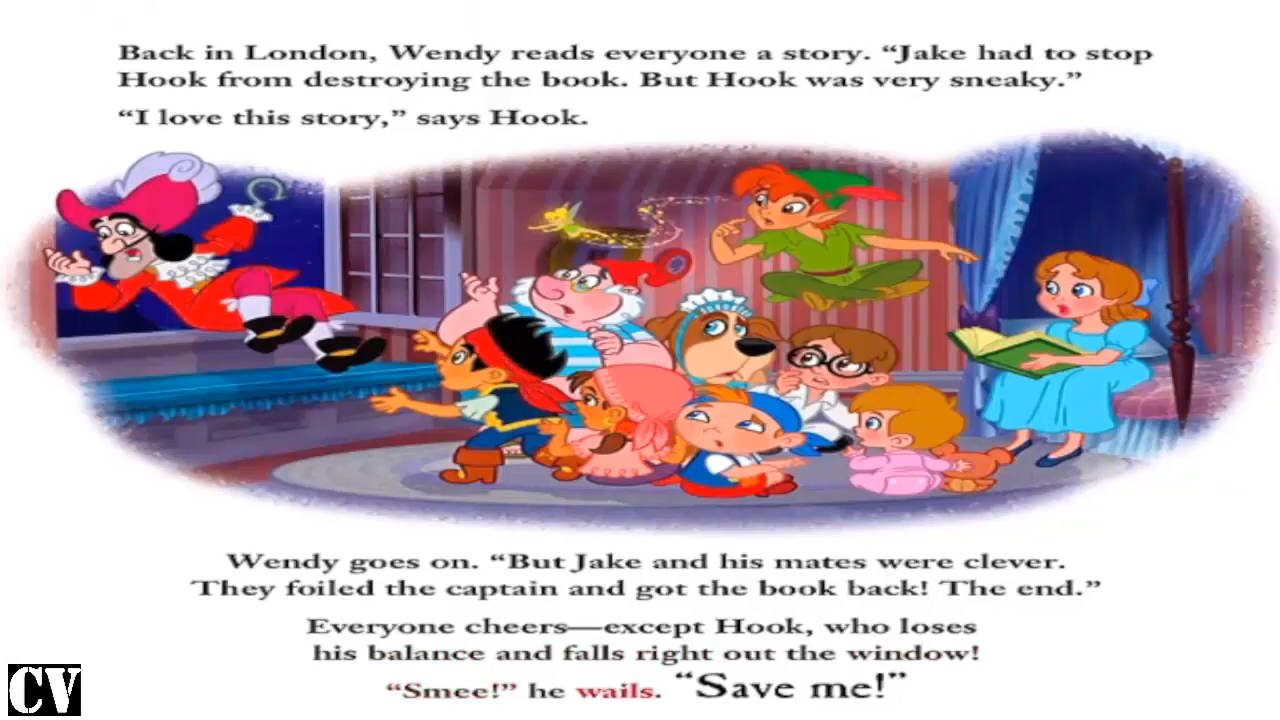 Back in London, Wendy reads everyone a story. “Jake had to stop
Hook from destroying the book. But Hook was very sneaky.”
“I love this story,” says Hook.
Wendy goes on. “But Jake and his mates were clever.
They foiled the captain and got the book back! The end.”
Everyone cheers—except Hook, who loses
his balance and falls right out the window!
“Smee!” he wails. “Save me!”
CV